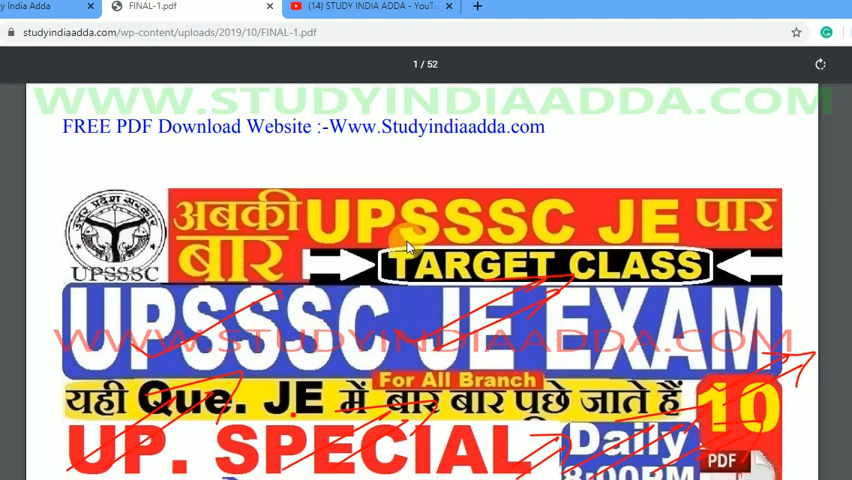 y India Adda
FINAL-1.pdf
(14) STUDY INDIA ADDA - YouTu
studyindiaadda.com/wp-content/uploads/2019/10/FINAL-1.pdf
1 / 52
WWW.STUDYINDIAADDA.COM
FREE PDF Download Website :-Www.Studyindiaadda.com
उत्तर प्रदेश सरकार
UPSSSC
अबकी बार UPSSSC JE पार
TARGET CLASS
UPSSSC JE EXAM
WWW.STUDYINDIAADDA.COM
For All Branch
यही Que. JE में बार बार पूछे जाते हैं
10
UP. SPECIAL
Daily
8:00PM
PDF